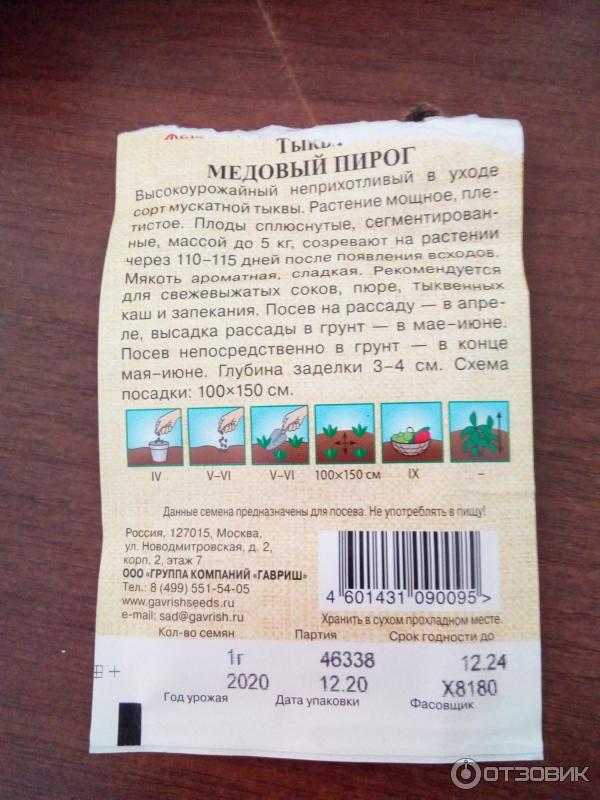 Тыква
МЕДОВЫЙ ПИРОГ
Высокоурожайный неприхотливый в уходе
сорт мускатной тыквы. Растение мощное, пле-
тистое. Плоды сплюснутые, сегментирован-
ные, массой до 5 кг, созревают на растении
через 110–115 дней после появления всходов.
Мякоть ароматная, сладкая. Рекомендуется
для свежевыжатых соков, пюре, тыквенных
каш и запекания. Посев на рассаду — в апре-
ле, высадка рассады в грунт — в мае–июне.
Посев непосредственно в грунт — в конце
мая–июне. Глубина заделки 3–4 см. Схема
посадки: 100×150 см.
IV V–VI V–VI 100×150 см IX –
Данные семена предназначены для посева. Не употреблять в пищу!
Россия, 127015, Москва,
ул. Новодмитровская, д. 2,
корп. 2, этаж 7
ООО «ГРУППА КОМПАНИЙ «ГАВРИШ»
Тел.: 8 (499) 551-54-05
www.gavrishseeds.ru
e-mail: sad@gavrish.ru
4 601431 090095 >
Хранить в сухом прохладном месте.
Кол-во семян Партия Срок годности до
1г 46338 12.24
2020 12.20 X8180
Год урожая Дата упаковки Фасовщик
ОТЗОВИК